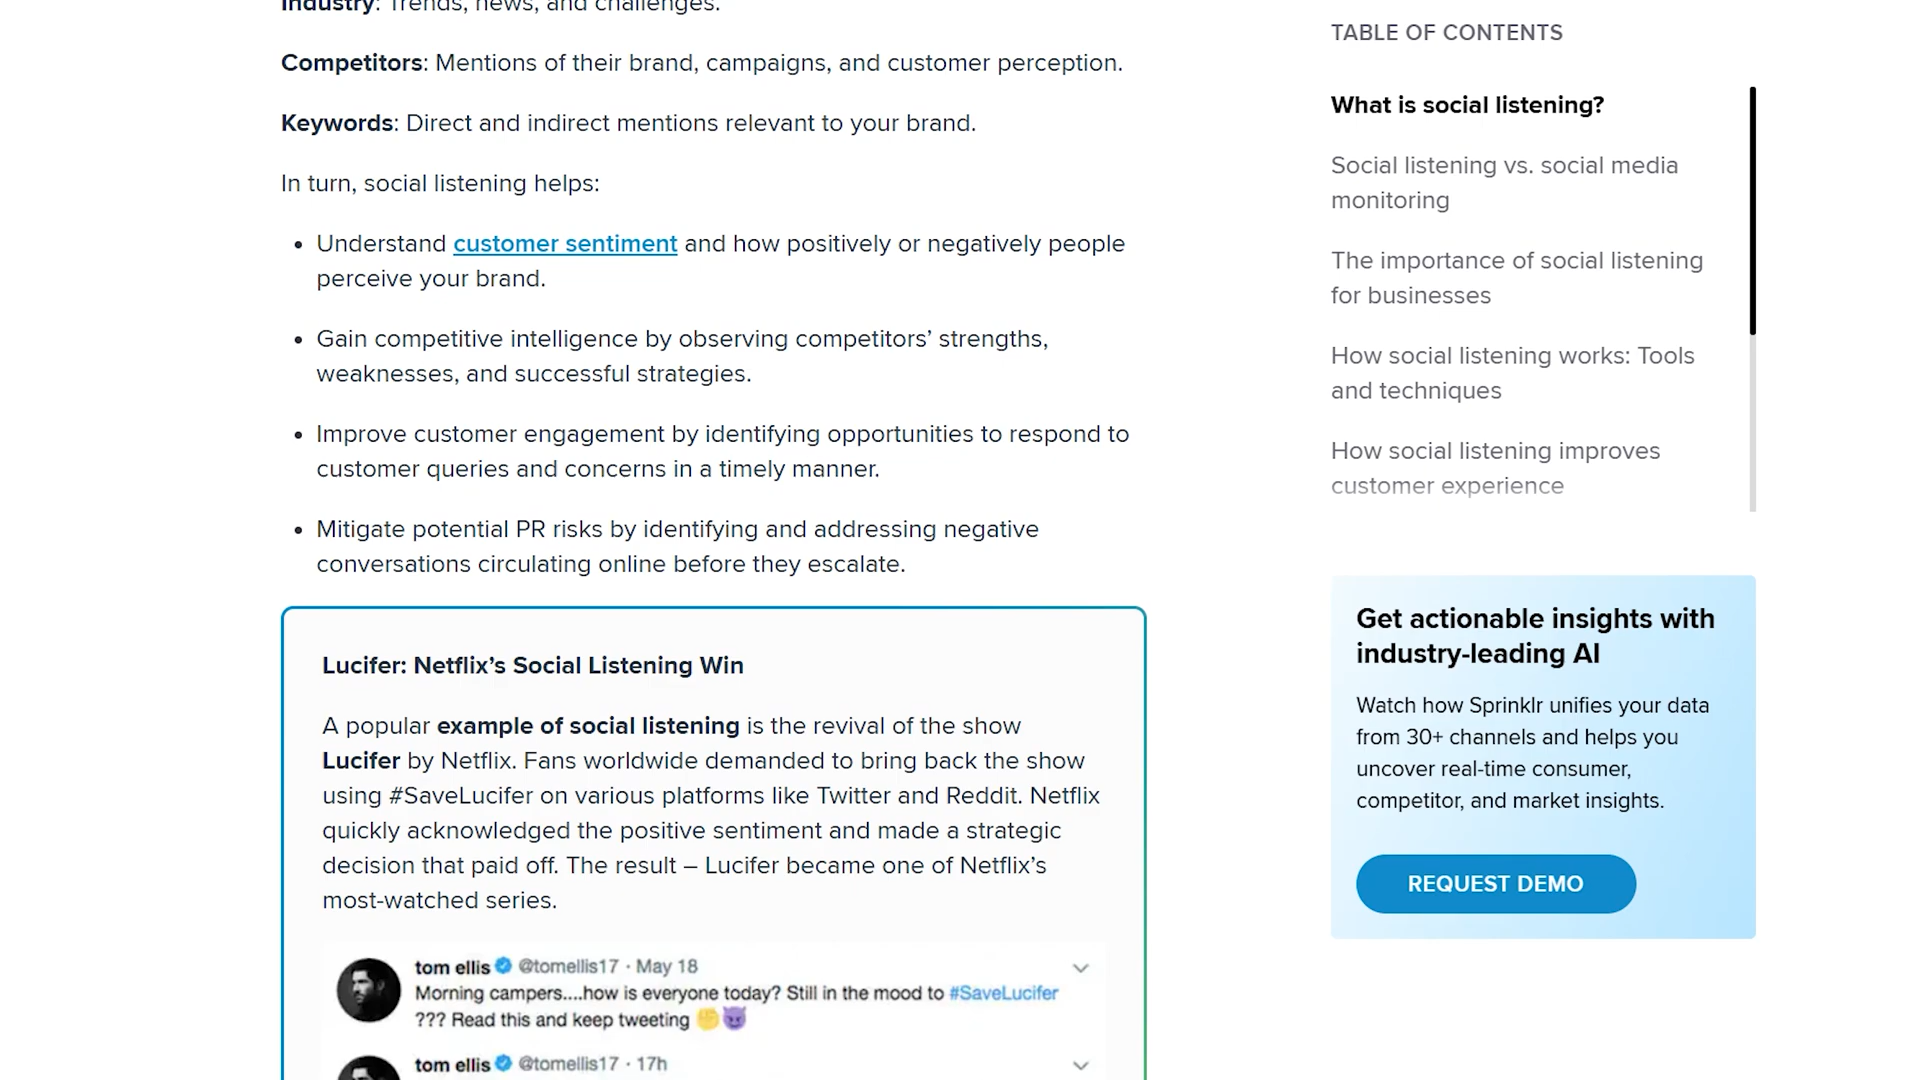 Industry: Trends, news, and challenges.
Competitors: Mentions of their brand, campaigns, and customer perception.
Keywords: Direct and indirect mentions relevant to your brand.
In turn, social listening helps:
• Understand customer sentiment and how positively or negatively people
perceive your brand.
• Gain competitive intelligence by observing competitors’ strengths,
weaknesses, and successful strategies.
• Improve customer engagement by identifying opportunities to respond to
customer queries and concerns in a timely manner.
• Mitigate potential PR risks by identifying and addressing negative
conversations circulating online before they escalate.
Lucifer: Netflix’s Social Listening Win
A popular example of social listening is the revival of the show
Lucifer by Netflix. Fans worldwide demanded to bring back the show
using #SaveLucifer on various platforms like Twitter and Reddit. Netflix
quickly acknowledged the positive sentiment and made a strategic
decision that paid off. The result – Lucifer became one of Netflix’s
most-watched series.
tom ellis @tomellis17 · May 18
Morning campers....how is everyone today? Still in the mood to #SaveLucifer
??? Read this and keep tweeting ✊😈
tom ellis @tomellis17 · 17h
TABLE OF CONTENTS
What is social listening?
Social listening vs. social media
monitoring
The importance of social listening
for businesses
How social listening works: Tools
and techniques
How social listening improves
customer experience
Get actionable insights with
industry-leading AI
Watch how Sprinklr unifies your data
from 30+ channels and helps you
uncover real-time consumer,
competitor, and market insights.
REQUEST DEMO